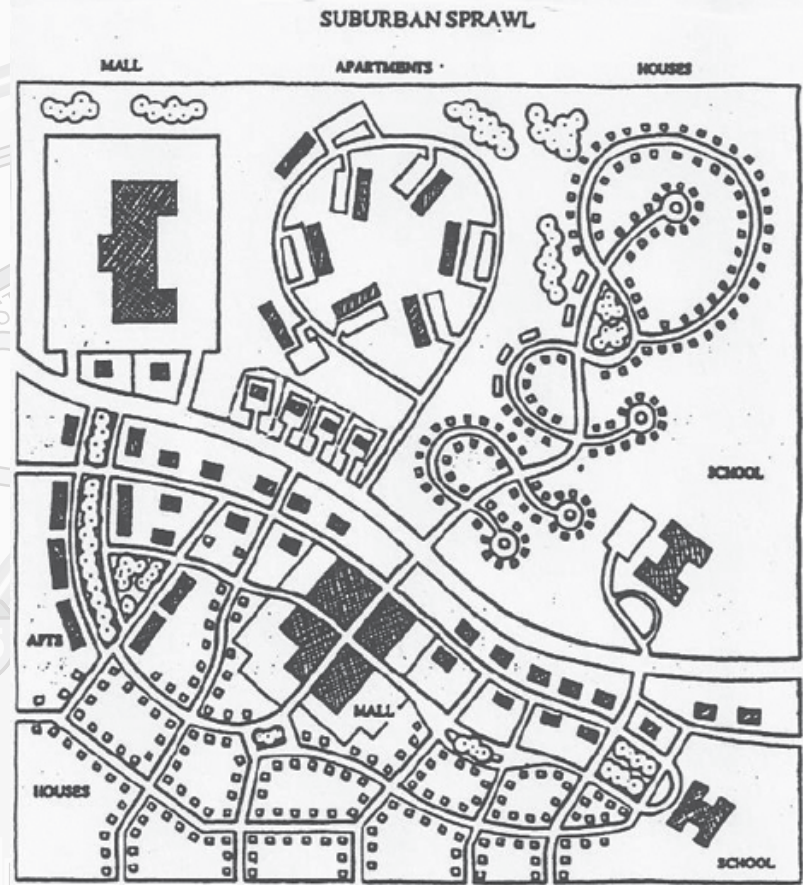 SUBURBAN SPRAWL
MALL APARTMENTS HOUSES
SCHOOL
APTS
MALL
HOUSES
SCHOOL